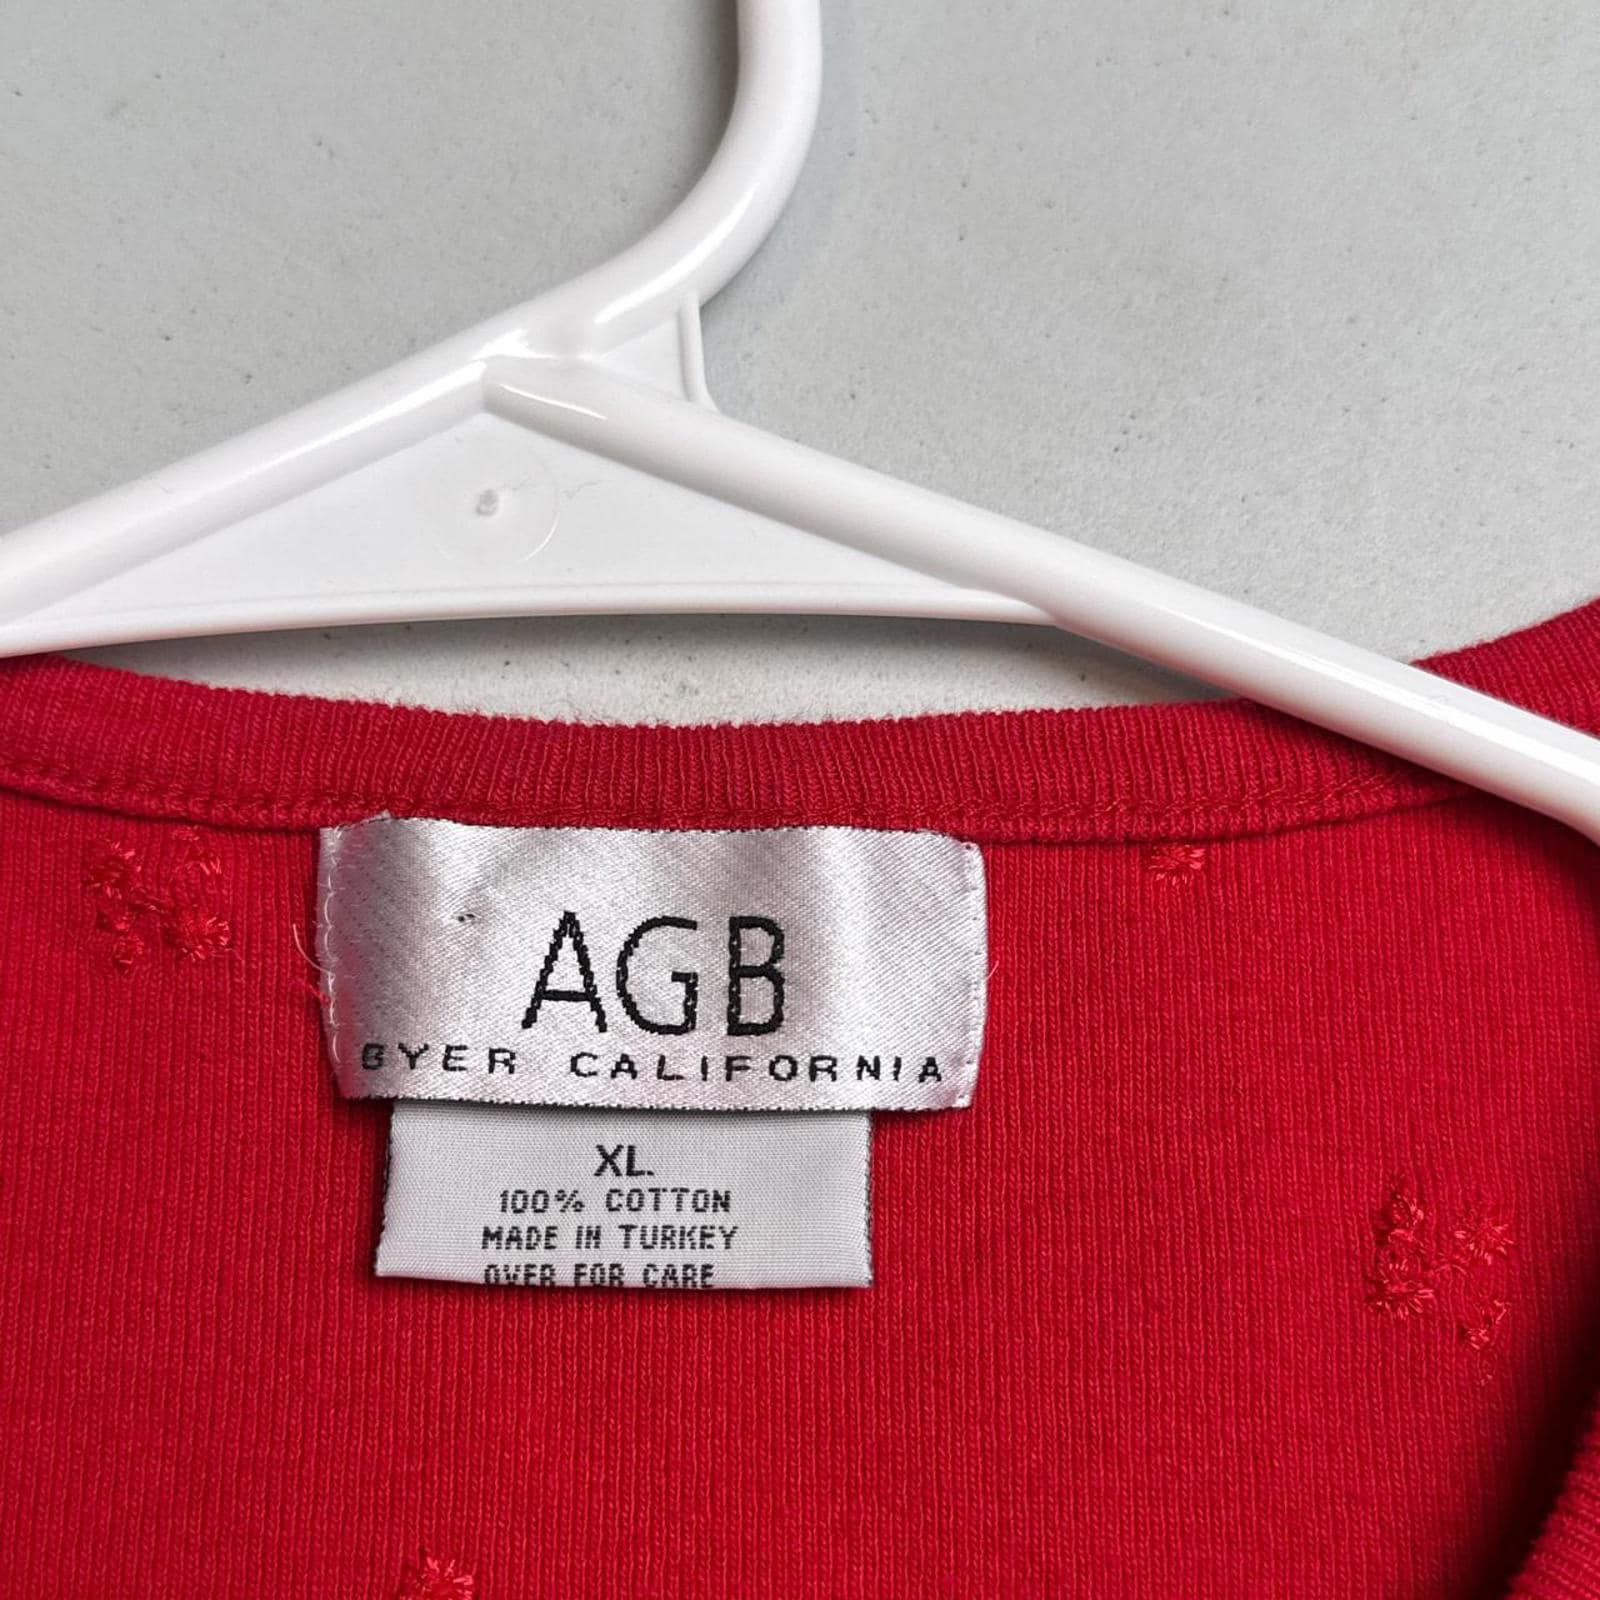 AGB
BYER CALIFORNIA
XL
100% COTTON
MADE IN TURKEY
OVER FOR CARE